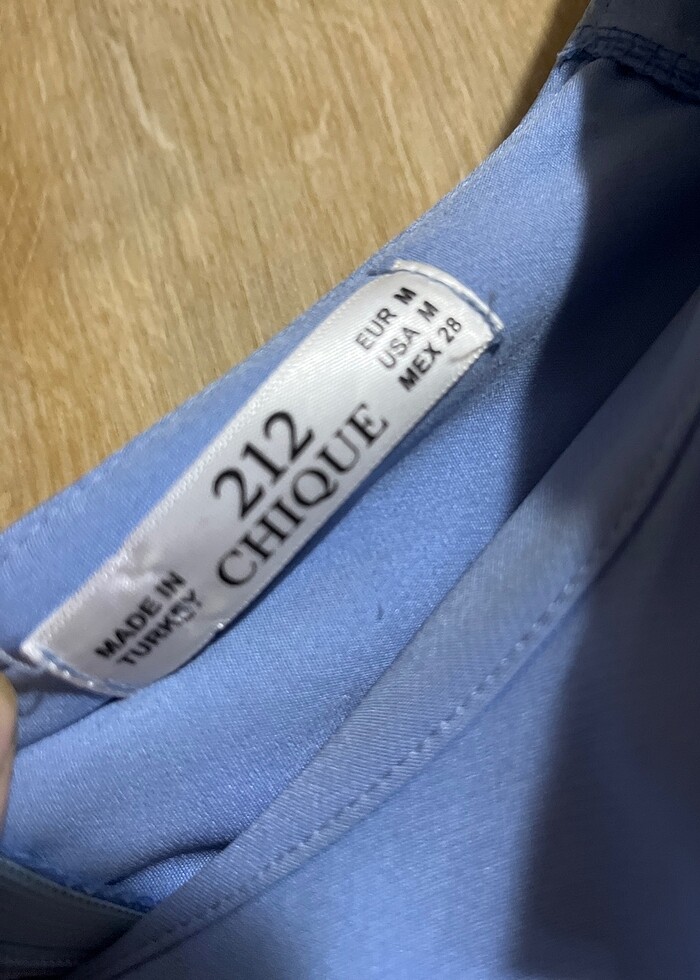 EUR M
USA M
MEX 28
212
CHIQUE
MADE IN
TURKEY